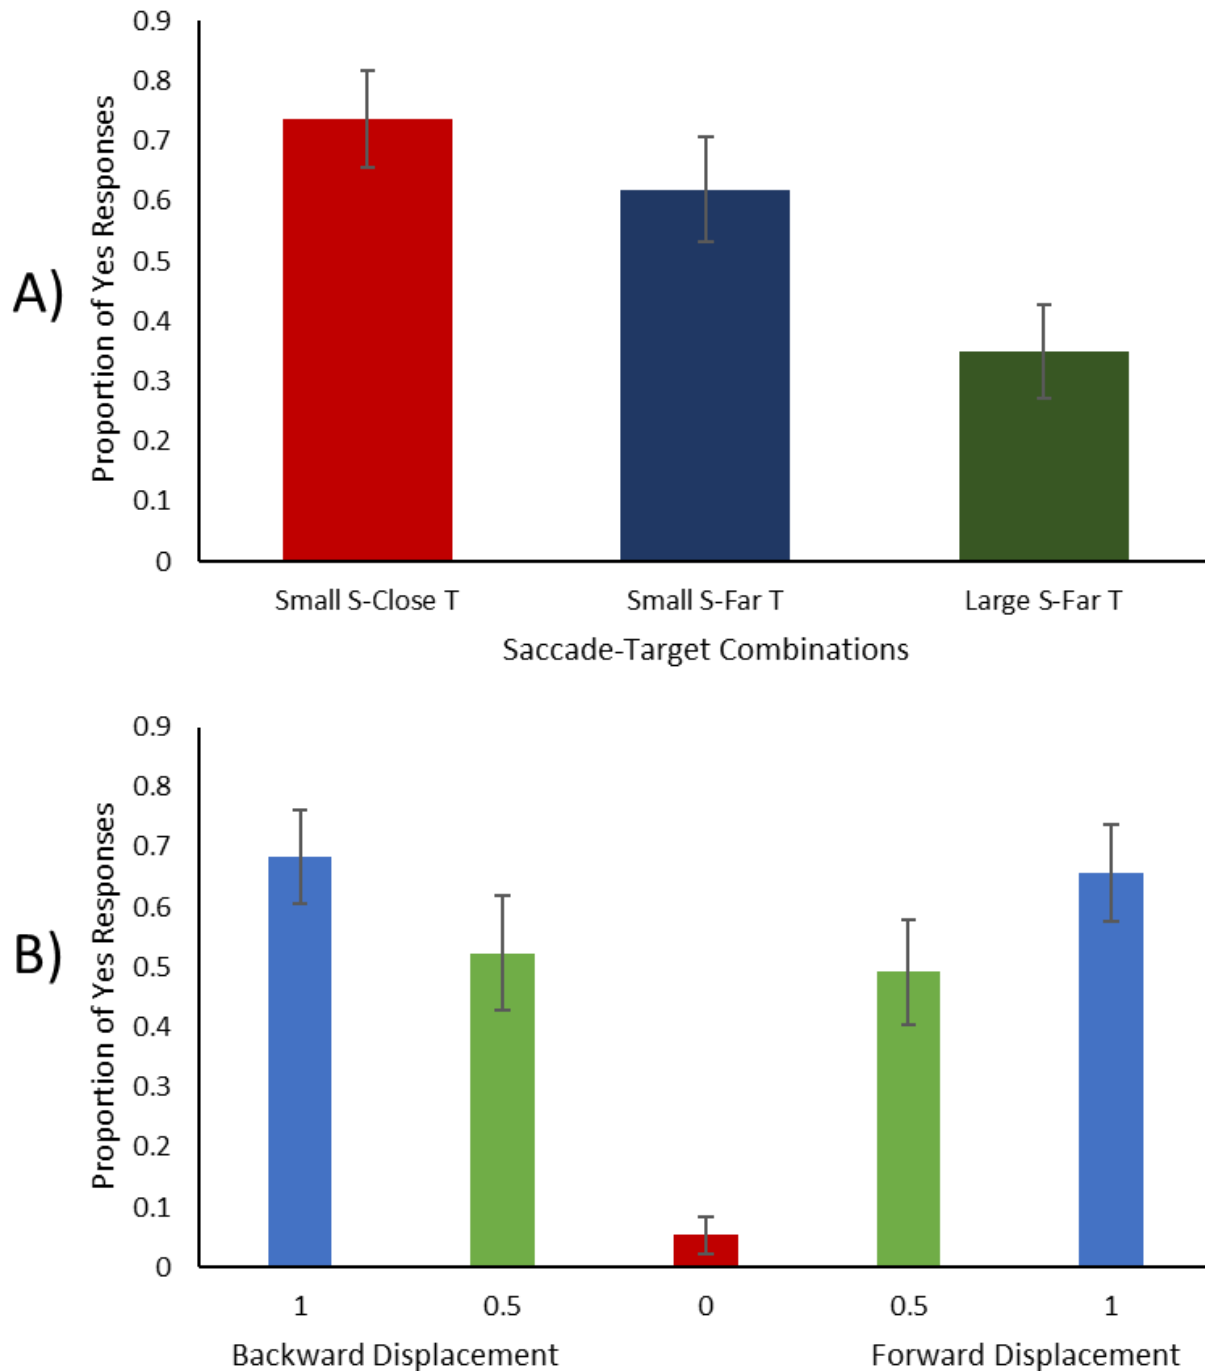 A)
Proportion of Yes Responses
0.9
0.8
0.7
0.6
0.5
0.4
0.3
0.2
0.1
0
Small S-Close T Small S-Far T Large S-Far T
Saccade-Target Combinations
B)
Proportion of Yes Responses
0.9
0.8
0.7
0.6
0.5
0.4
0.3
0.2
0.1
0
1 0.5 0 0.5 1
Backward Displacement Forward Displacement